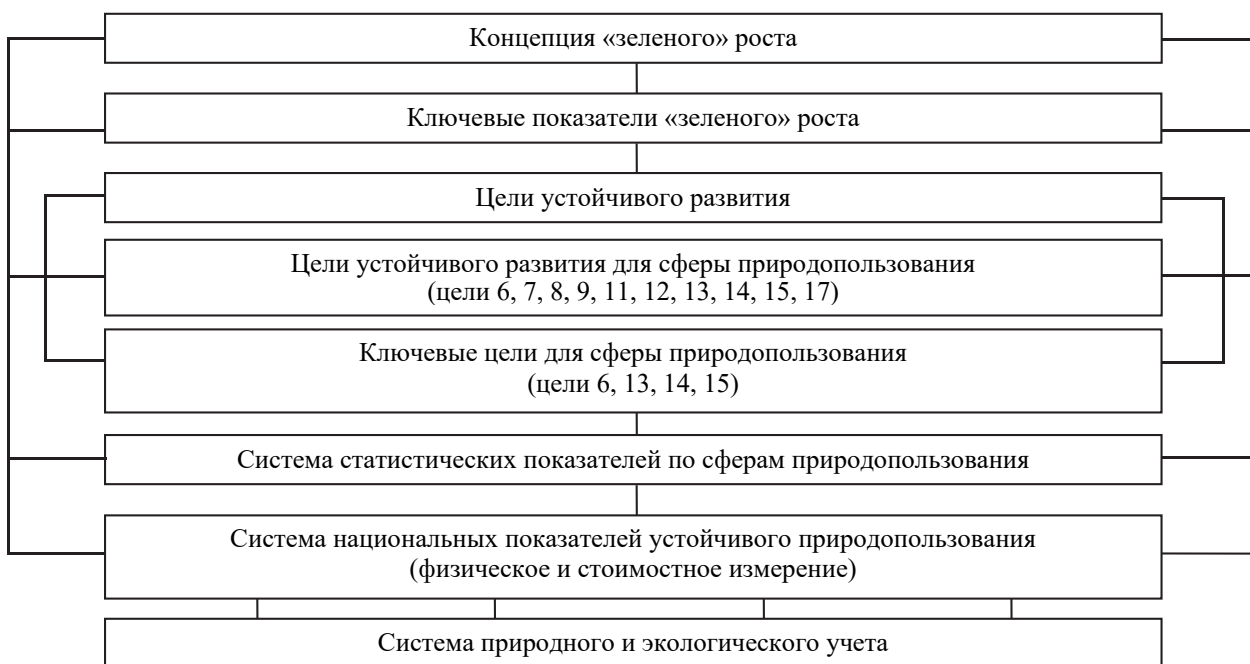 Концепция «зеленого» роста
Ключевые показатели «зеленого» роста
Цели устойчивого развития
Цели устойчивого развития для сферы природопользования
(цели 6, 7, 8, 9, 11, 12, 13, 14, 15, 17)
Ключевые цели для сферы природопользования
(цели 6, 13, 14, 15)
Система статистических показателей по сферам природопользования
Система национальных показателей устойчивого природопользования
(физическое и стоимостное измерение)
Система природного и экологического учета